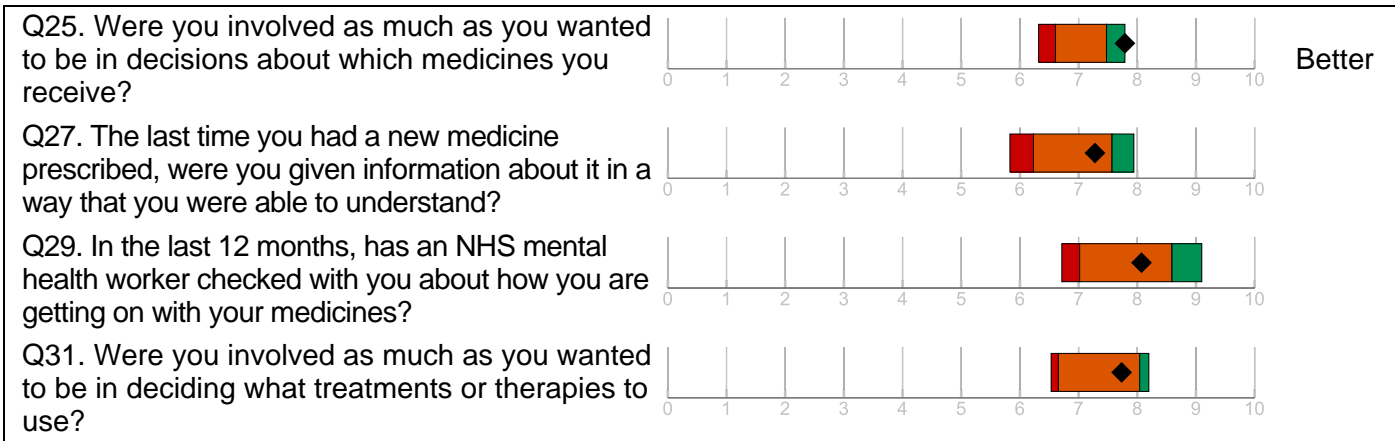 Q25. Were you involved as much as you wanted
to be in decisions about which medicines you
receive?
0 1 2 3 4 5 6 7 8 9 10
Better
Q27. The last time you had a new medicine
prescribed, were you given information about it in a
way that you were able to understand?
0 1 2 3 4 5 6 7 8 9 10
Q29. In the last 12 months, has an NHS mental
health worker checked with you about how you are
getting on with your medicines?
0 1 2 3 4 5 6 7 8 9 10
Q31. Were you involved as much as you wanted
to be in deciding what treatments or therapies to
use?
0 1 2 3 4 5 6 7 8 9 10